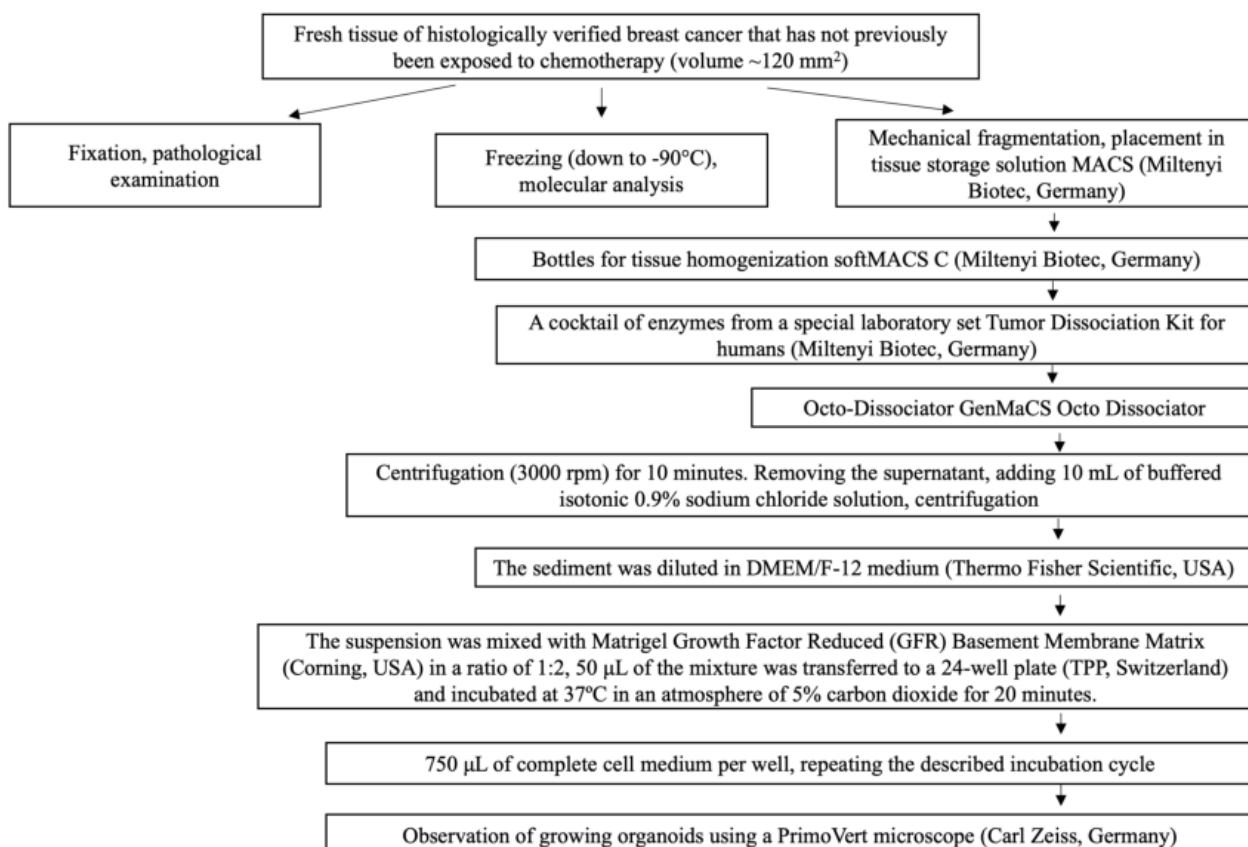 Fresh tissue of histologically verified breast cancer that has not previously
been exposed to chemotherapy (volume ~120 mm²)
Fixation, pathological
examination
Freezing (down to -90°C),
molecular analysis
Mechanical fragmentation, placement in
tissue storage solution MACS (Miltenyi
Biotec, Germany)
Bottles for tissue homogenization softMACS C (Miltenyi Biotec, Germany)
A cocktail of enzymes from a special laboratory set Tumor Dissociation Kit for
humans (Miltenyi Biotec, Germany)
Octo-Dissociator GenMaCS Octo Dissociator
Centrifugation (3000 rpm) for 10 minutes. Removing the supernatant, adding 10 mL of buffered
isotonic 0.9% sodium chloride solution, centrifugation
The sediment was diluted in DMEM/F-12 medium (Thermo Fisher Scientific, USA)
The suspension was mixed with Matrigel Growth Factor Reduced (GFR) Basement Membrane Matrix
(Corning, USA) in a ratio of 1:2, 50 μL of the mixture was transferred to a 24-well plate (TPP, Switzerland)
and incubated at 37ºC in an atmosphere of 5% carbon dioxide for 20 minutes.
750 μL of complete cell medium per well, repeating the described incubation cycle
Observation of growing organoids using a PrimoVert microscope (Carl Zeiss, Germany)